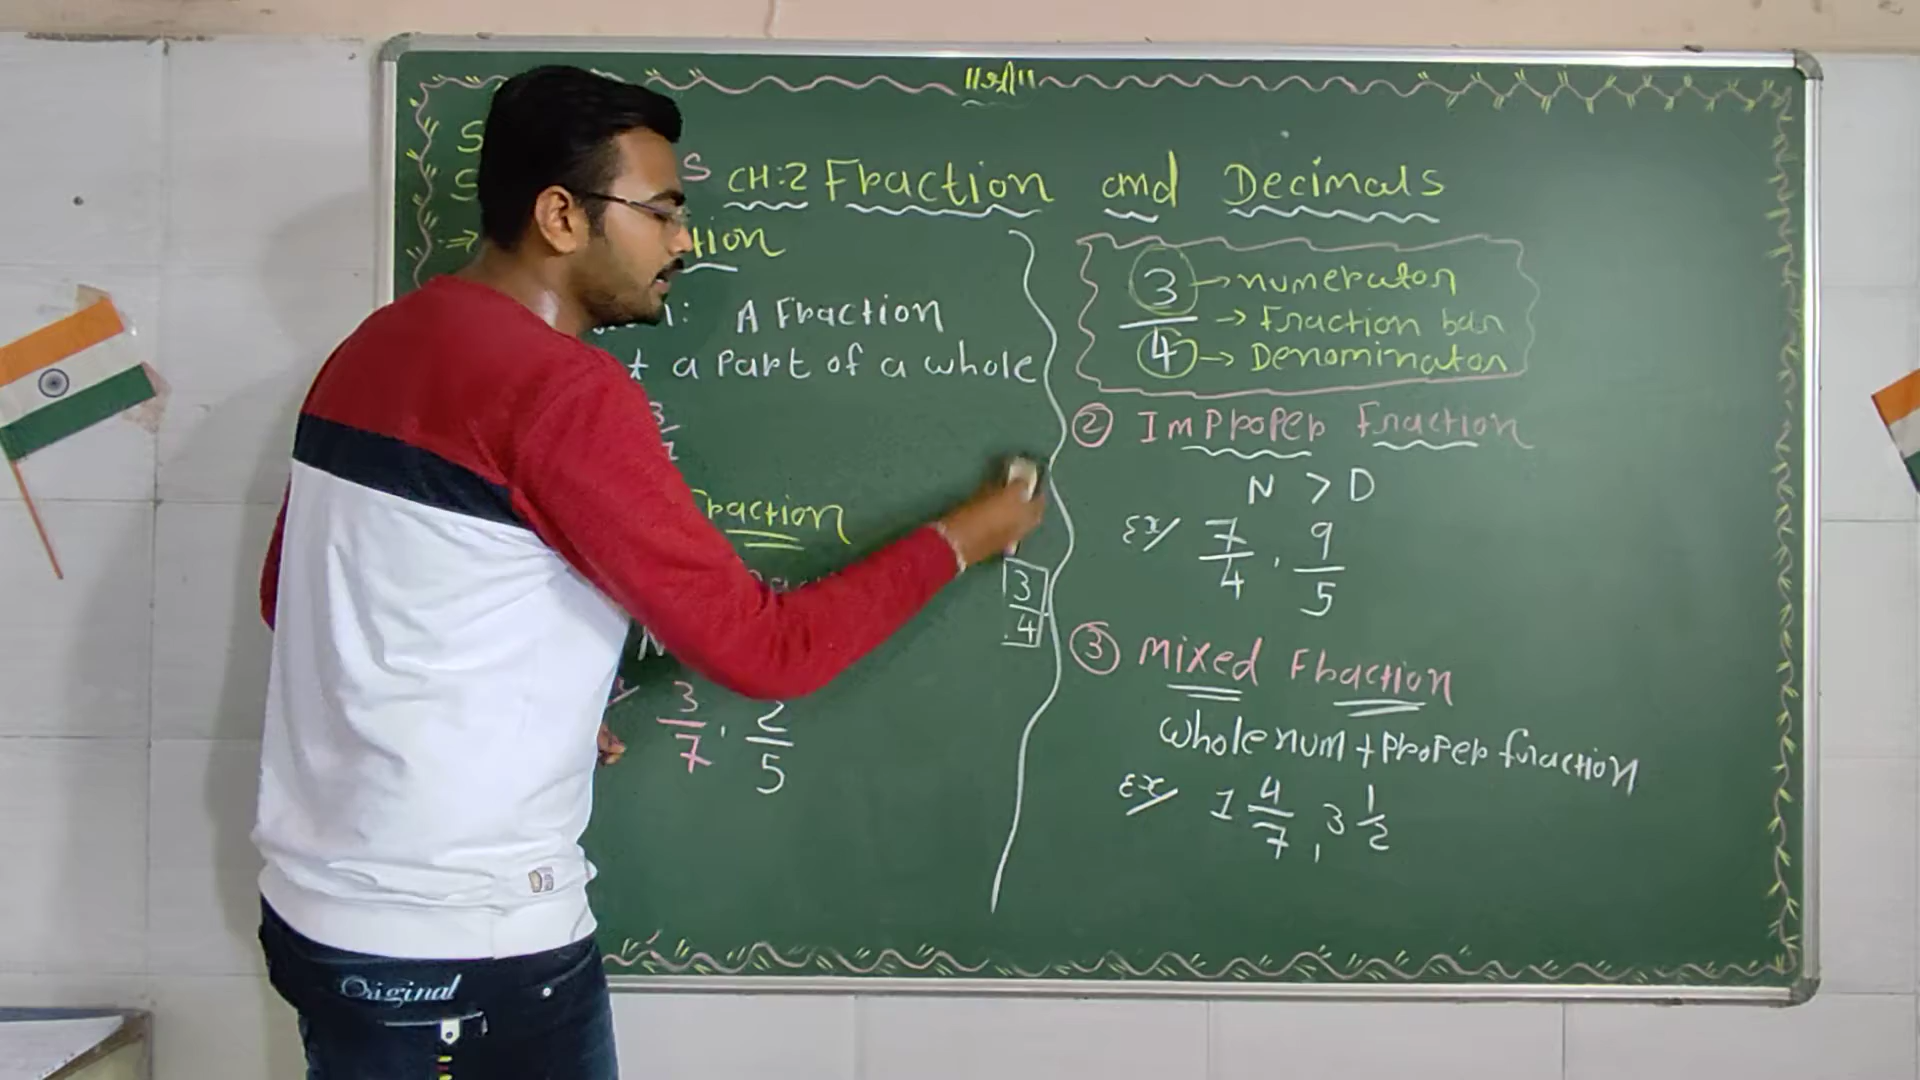 ॥ श्री ॥
CH:2 Fraction and Decimals
A Fraction
a part of a whole
3
Fraction
3/7, 2/5
3/4
3 → numerator
→ Fraction bar
4 → Denominator
② Improper Fraction
N > D
Ex/ 7/4, 9/5
③ Mixed Fraction
whole num + proper fraction
Ex/ 1 4/7, 3 1/2
Original